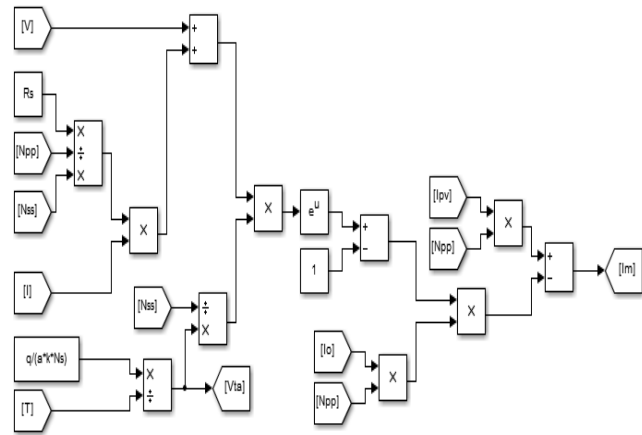 [V]
+
+
Rs
[Npp]
[Nss]
×
÷
×
×
[I]
[Nss]
÷
×
q/(a*k*Ns)
[T]
×
÷
[Vta]
×
e^u
1
+
−
[Ipv]
[Npp]
×
[Io]
[Npp]
×
×
+
−
[Im]